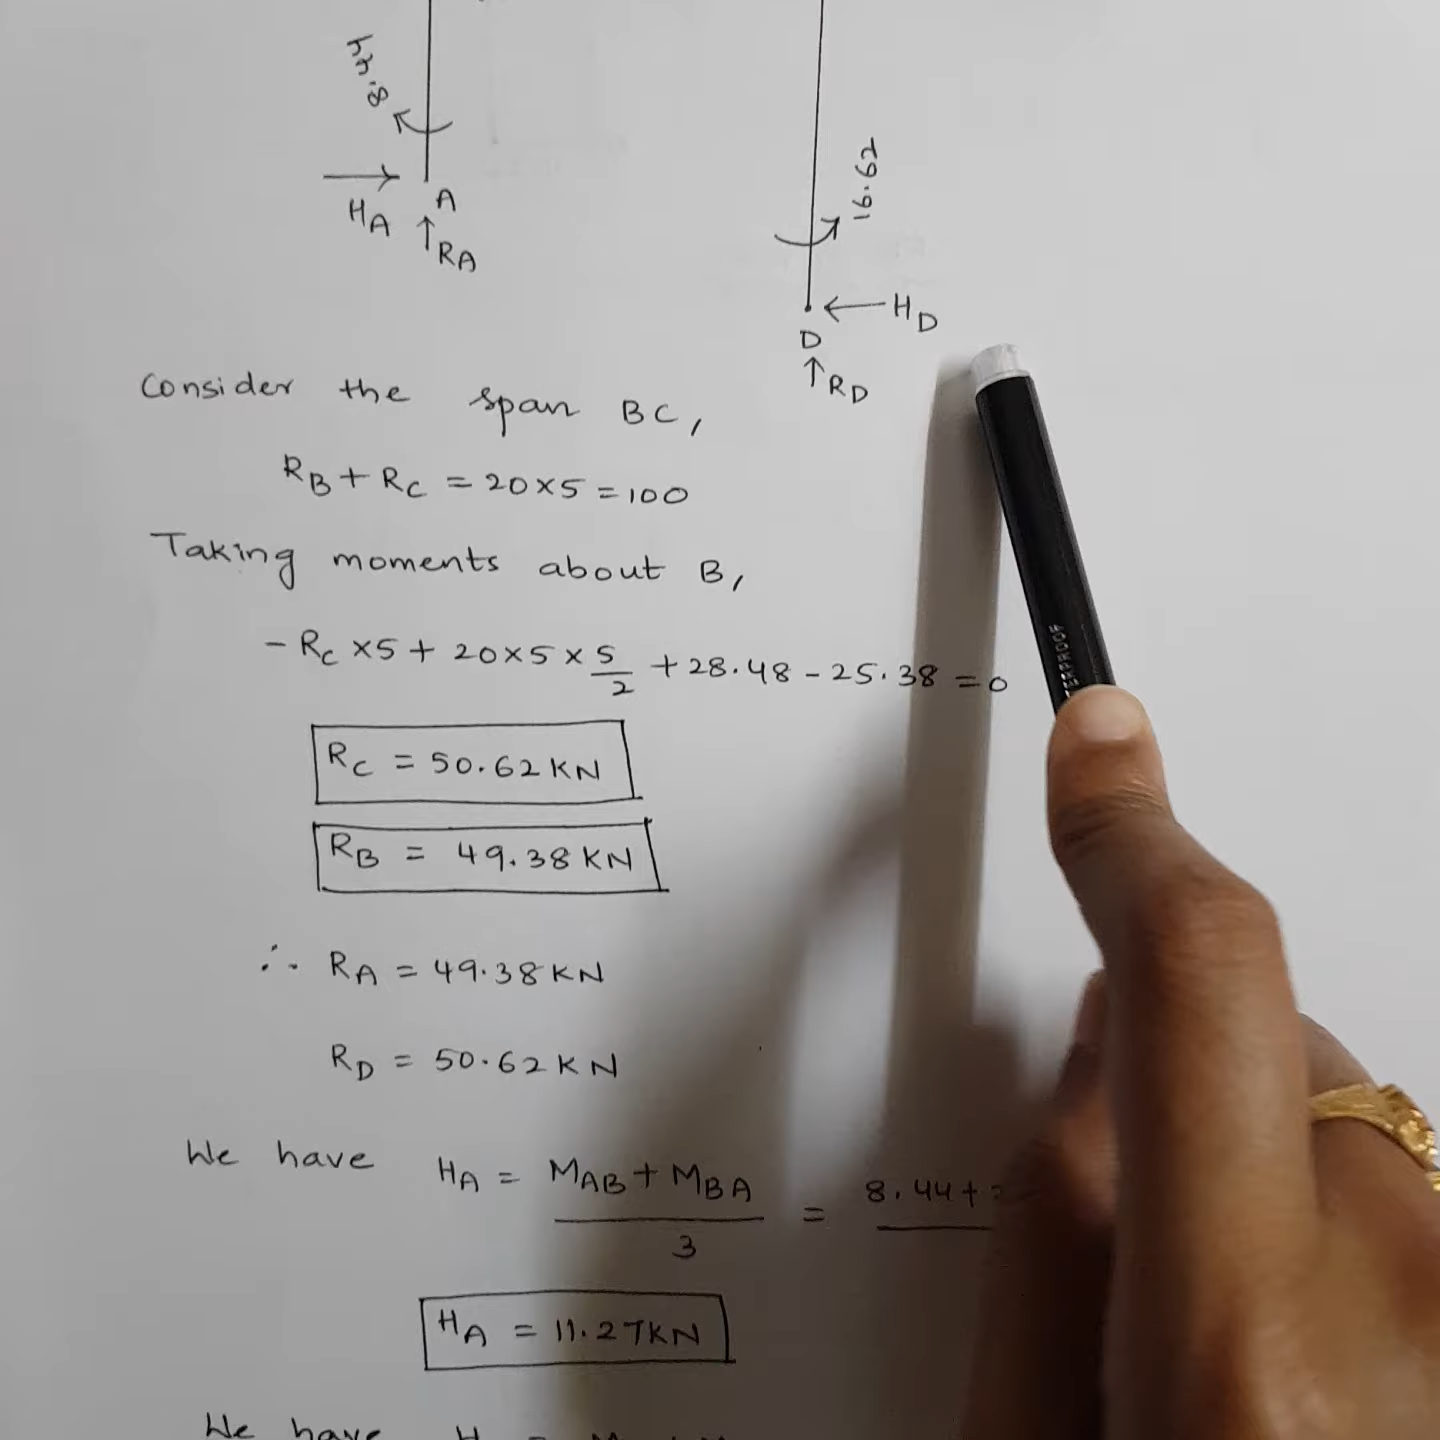 8.44
16.62
HA
A
↑RA
←HD
D
↑RD
Consider the span BC,
RB + RC = 20×5 = 100
Taking moments about B,
- RC ×5 + 20×5×5/2 + 28.48 - 25.38 = 0
RC = 50.62 KN
RB = 49.38 KN
∴ RA = 49.38 KN
RD = 50.62 KN
We have HA = MAB + MBA / 3 = 8.44 +
HA = 11.27KN
We have H